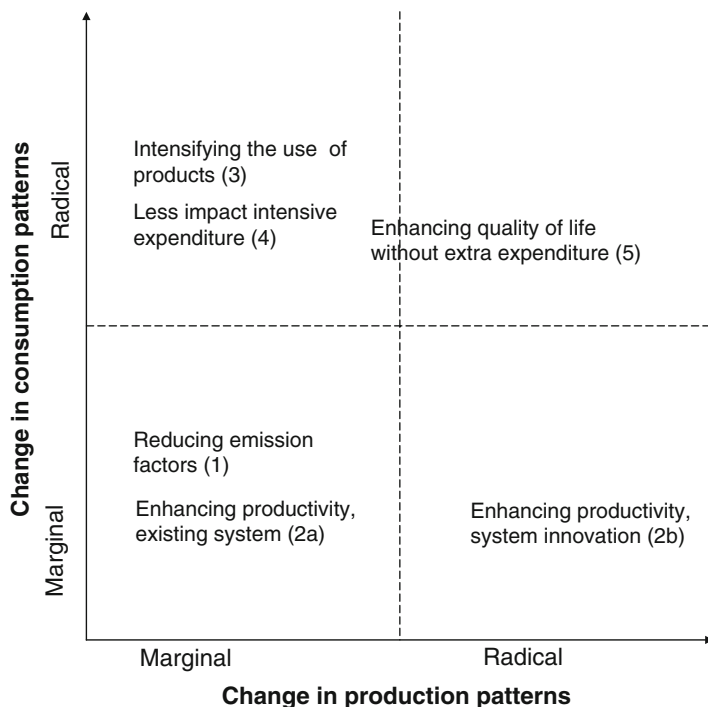 Change in consumption patterns
Radical
Marginal
Intensifying the use of
products (3)
Less impact intensive
expenditure (4)
Enhancing quality of life
without extra expenditure (5)
Reducing emission
factors (1)
Enhancing productivity,
existing system (2a)
Enhancing productivity,
system innovation (2b)
Marginal
Radical
Change in production patterns